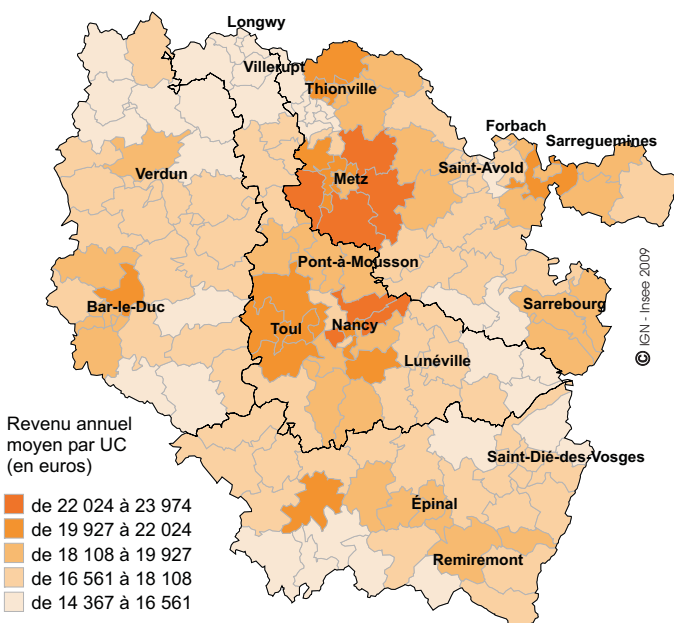 Longwy
Villerupt
Thionville
Forbach
Sarreguemines
Verdun
Metz
Saint-Avold
Pont-à-Mousson
Bar-le-Duc
Sarrebourg
Toul
Nancy
Lunéville
© IGN - Insee 2009
Revenu annuel
moyen par UC
(en euros)
Saint-Dié-des-Vosges
de 22 024 à 23 974
de 19 927 à 22 024
de 18 108 à 19 927
de 16 561 à 18 108
de 14 367 à 16 561
Épinal
Remiremont